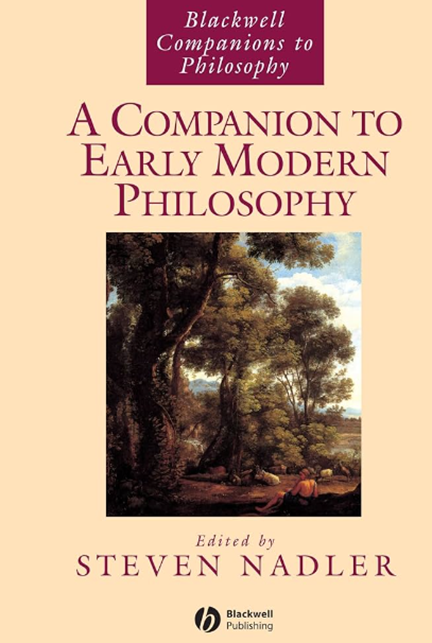 Blackwell
Companions to
Philosophy
A COMPANION TO
EARLY MODERN
PHILOSOPHY
Edited by
STEVEN NADLER
b
Blackwell
Publishing